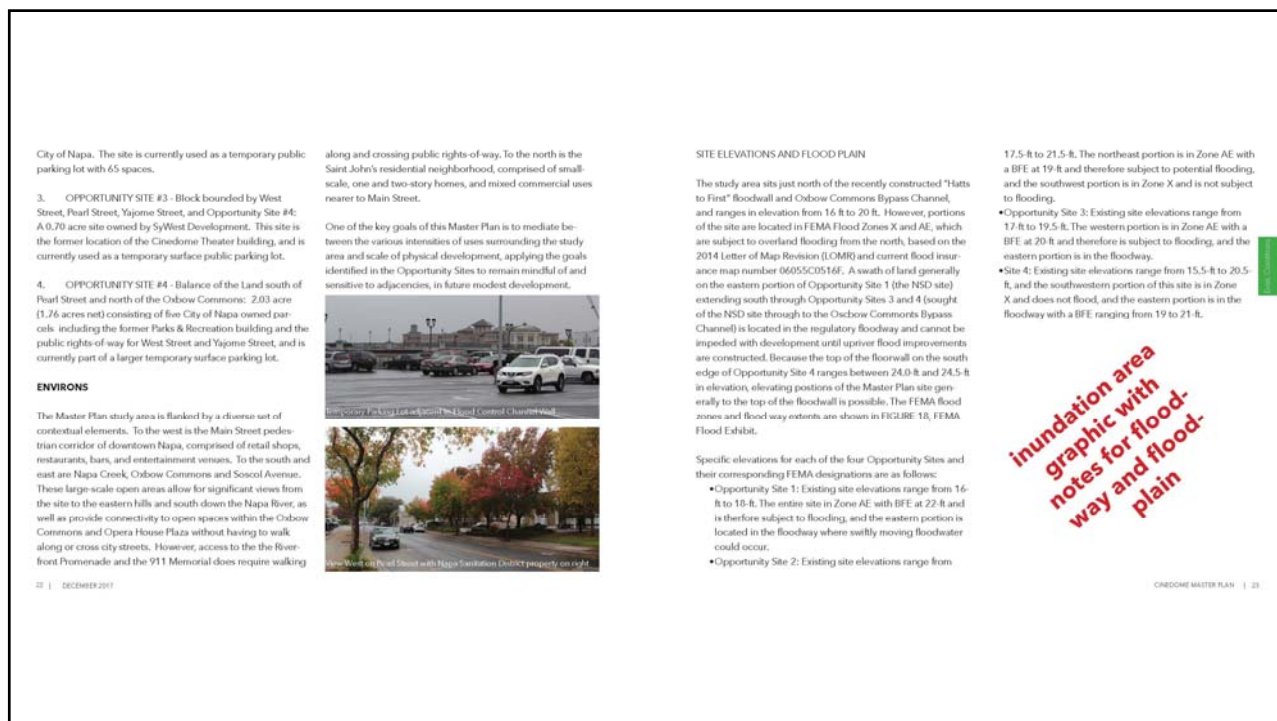 City of Napa. The site is currently used as a temporary public
parking lot with 65 spaces.
3. OPPORTUNITY SITE #3 - Block bounded by West
Street, Pearl Street, Yajome Street, and Opportunity Site #4:
A 0.70 acre site owned by SyWest Development. This site is
the former location of the Cinedome Theater building, and is
currently used as a temporary surface public parking lot.
4. OPPORTUNITY SITE #4 - Balance of the Land south of
Pearl Street and north of the Oxbow Commons: 2.03 acre
(1.76 acres net) consisting of five City of Napa owned par-
cels including the former Parks & Recreation building and the
public rights-of-way for West Street and Yajome Street, and is
currently part of a larger temporary surface parking lot.
ENVIRONS
The Master Plan study area is flanked by a diverse set of
contextual elements. To the west is the Main Street pedes-
trian corridor of downtown Napa, comprised of retail shops,
restaurants, bars, and entertainment venues. To the south and
east are Napa Creek, Oxbow Commons and Soscol Avenue.
These large-scale open areas allow for significant views from
the site to the eastern hills and south down the Napa River, as
well as provide connectivity to open spaces within the Oxbow
Commons and Opera House Plaza without having to walk
along or cross city streets. However, access to the the River-
front Promenade and the 911 Memorial does require walking
along and crossing public rights-of-way. To the north is the
Saint John's residential neighborhood, comprised of small-
scale, one and two-story homes, and mixed commercial uses
nearer to Main Street.
One of the key goals of this Master Plan is to mediate be-
tween the various intensities of uses surrounding the study
area and scale of physical development, applying the goals
identified in the Opportunity Sites to remain mindful of and
sensitive to adjacencies, in future modest development.
Temporary Parking Lot adjacent to Flood Control Channel Wall
View West on Pearl Street with Napa Sanitation District property on right
22 | DECEMBER 2017
SITE ELEVATIONS AND FLOOD PLAIN
The study area sits just north of the recently constructed "Hatts
to First" floodwall and Oxbow Commons Bypass Channel,
and ranges in elevation from 16 ft to 20 ft. However, portions
of the site are located in FEMA Flood Zones X and AE, which
are subject to overland flooding from the north, based on the
2014 Letter of Map Revision (LOMR) and current flood insur-
ance map number 06055C0516F. A swath of land generally
on the eastern portion of Opportunity Site 1 (the NSD site)
extending south through Opportunity Sites 3 and 4 (sought
of the NSD site through to the Oscbow Commonts Bypass
Channel) is located in the regulatory floodway and cannot be
impeded with development until upriver flood improvements
are constructed. Because the top of the floorwall on the south
edge of Opportunity Site 4 ranges between 24.0-ft and 24.5-ft
in elevation, elevating postions of the Master Plan site gen-
erally to the top of the floodwall is possible. The FEMA flood
zones and flood way extents are shown in FIGURE 18, FEMA
Flood Exhibit.
Specific elevations for each of the four Opportunity Sites and
their corresponding FEMA designations are as follows:
•Opportunity Site 1: Existing site elevations range from 16-
ft to 18-ft. The entire site in Zone AE with BFE at 22-ft and
is therfore subject to flooding, and the eastern portion is
located in the floodway where swiftly moving floodwater
could occur.
•Opportunity Site 2: Existing site elevations range from
17.5-ft to 21.5-ft. The northeast portion is in Zone AE with
a BFE at 19-ft and therefore subject to potential flooding,
and the southwest portion is in Zone X and is not subject
to flooding.
•Opportunity Site 3: Existing site elevations range from
17-ft to 19.5-ft. The western portion is in Zone AE with a
BFE at 20-ft and therefore is subject to flooding, and the
eastern portion is in the floodway.
•Site 4: Existing site elevations range from 15.5-ft to 20.5-
ft, and the southwestern portion of this site is in Zone
X and does not flood, and the eastern portion is in the
floodway with a BFE ranging from 19 to 21-ft.
inundation area
graphic with
notes for flood-
way and flood-
plain
CINEDOME MASTER PLAN | 23